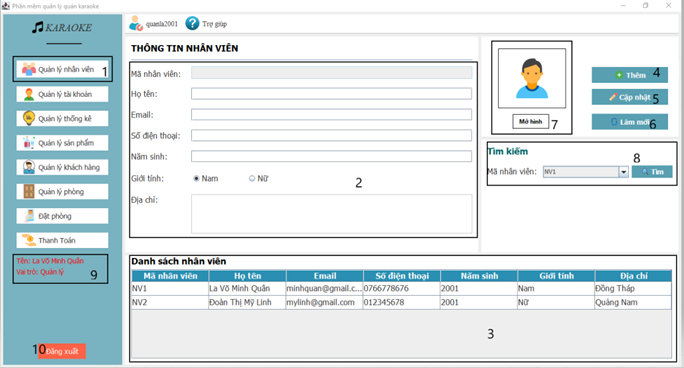 Phần mềm quản lý quán karaoke
KARAOKE
quanla2001
Trợ giúp
Quản lý nhân viên
1
Quản lý tài khoản
Quản lý thống kê
Quản lý sản phẩm
Quản lý khách hàng
Quản lý phòng
Đặt phòng
Thanh Toán
Tên: La Võ Minh Quân
Vai trò: Quản lý
9
10
Đăng xuất
THÔNG TIN NHÂN VIÊN
Mã nhân viên:
Họ tên:
Email:
Số điện thoại:
Năm sinh:
Giới tính:
Nam
Nữ
2
Địa chỉ:
Mở hình
7
Thêm
4
Cập nhật
5
Làm mới
6
Tìm kiếm
8
Mã nhân viên:
NV1
Tìm
Danh sách nhân viên
Mã nhân viên Họ tên Email Số điện thoại Năm sinh Giới tính Địa chỉ
NV1 La Võ Minh Quân minhquan@gmail.c... 0766778676 2001 Nam Đồng Tháp
NV2 Đoàn Thị Mỹ Linh mylinh@gmail.com 012345678 2001 Nữ Quảng Nam
3